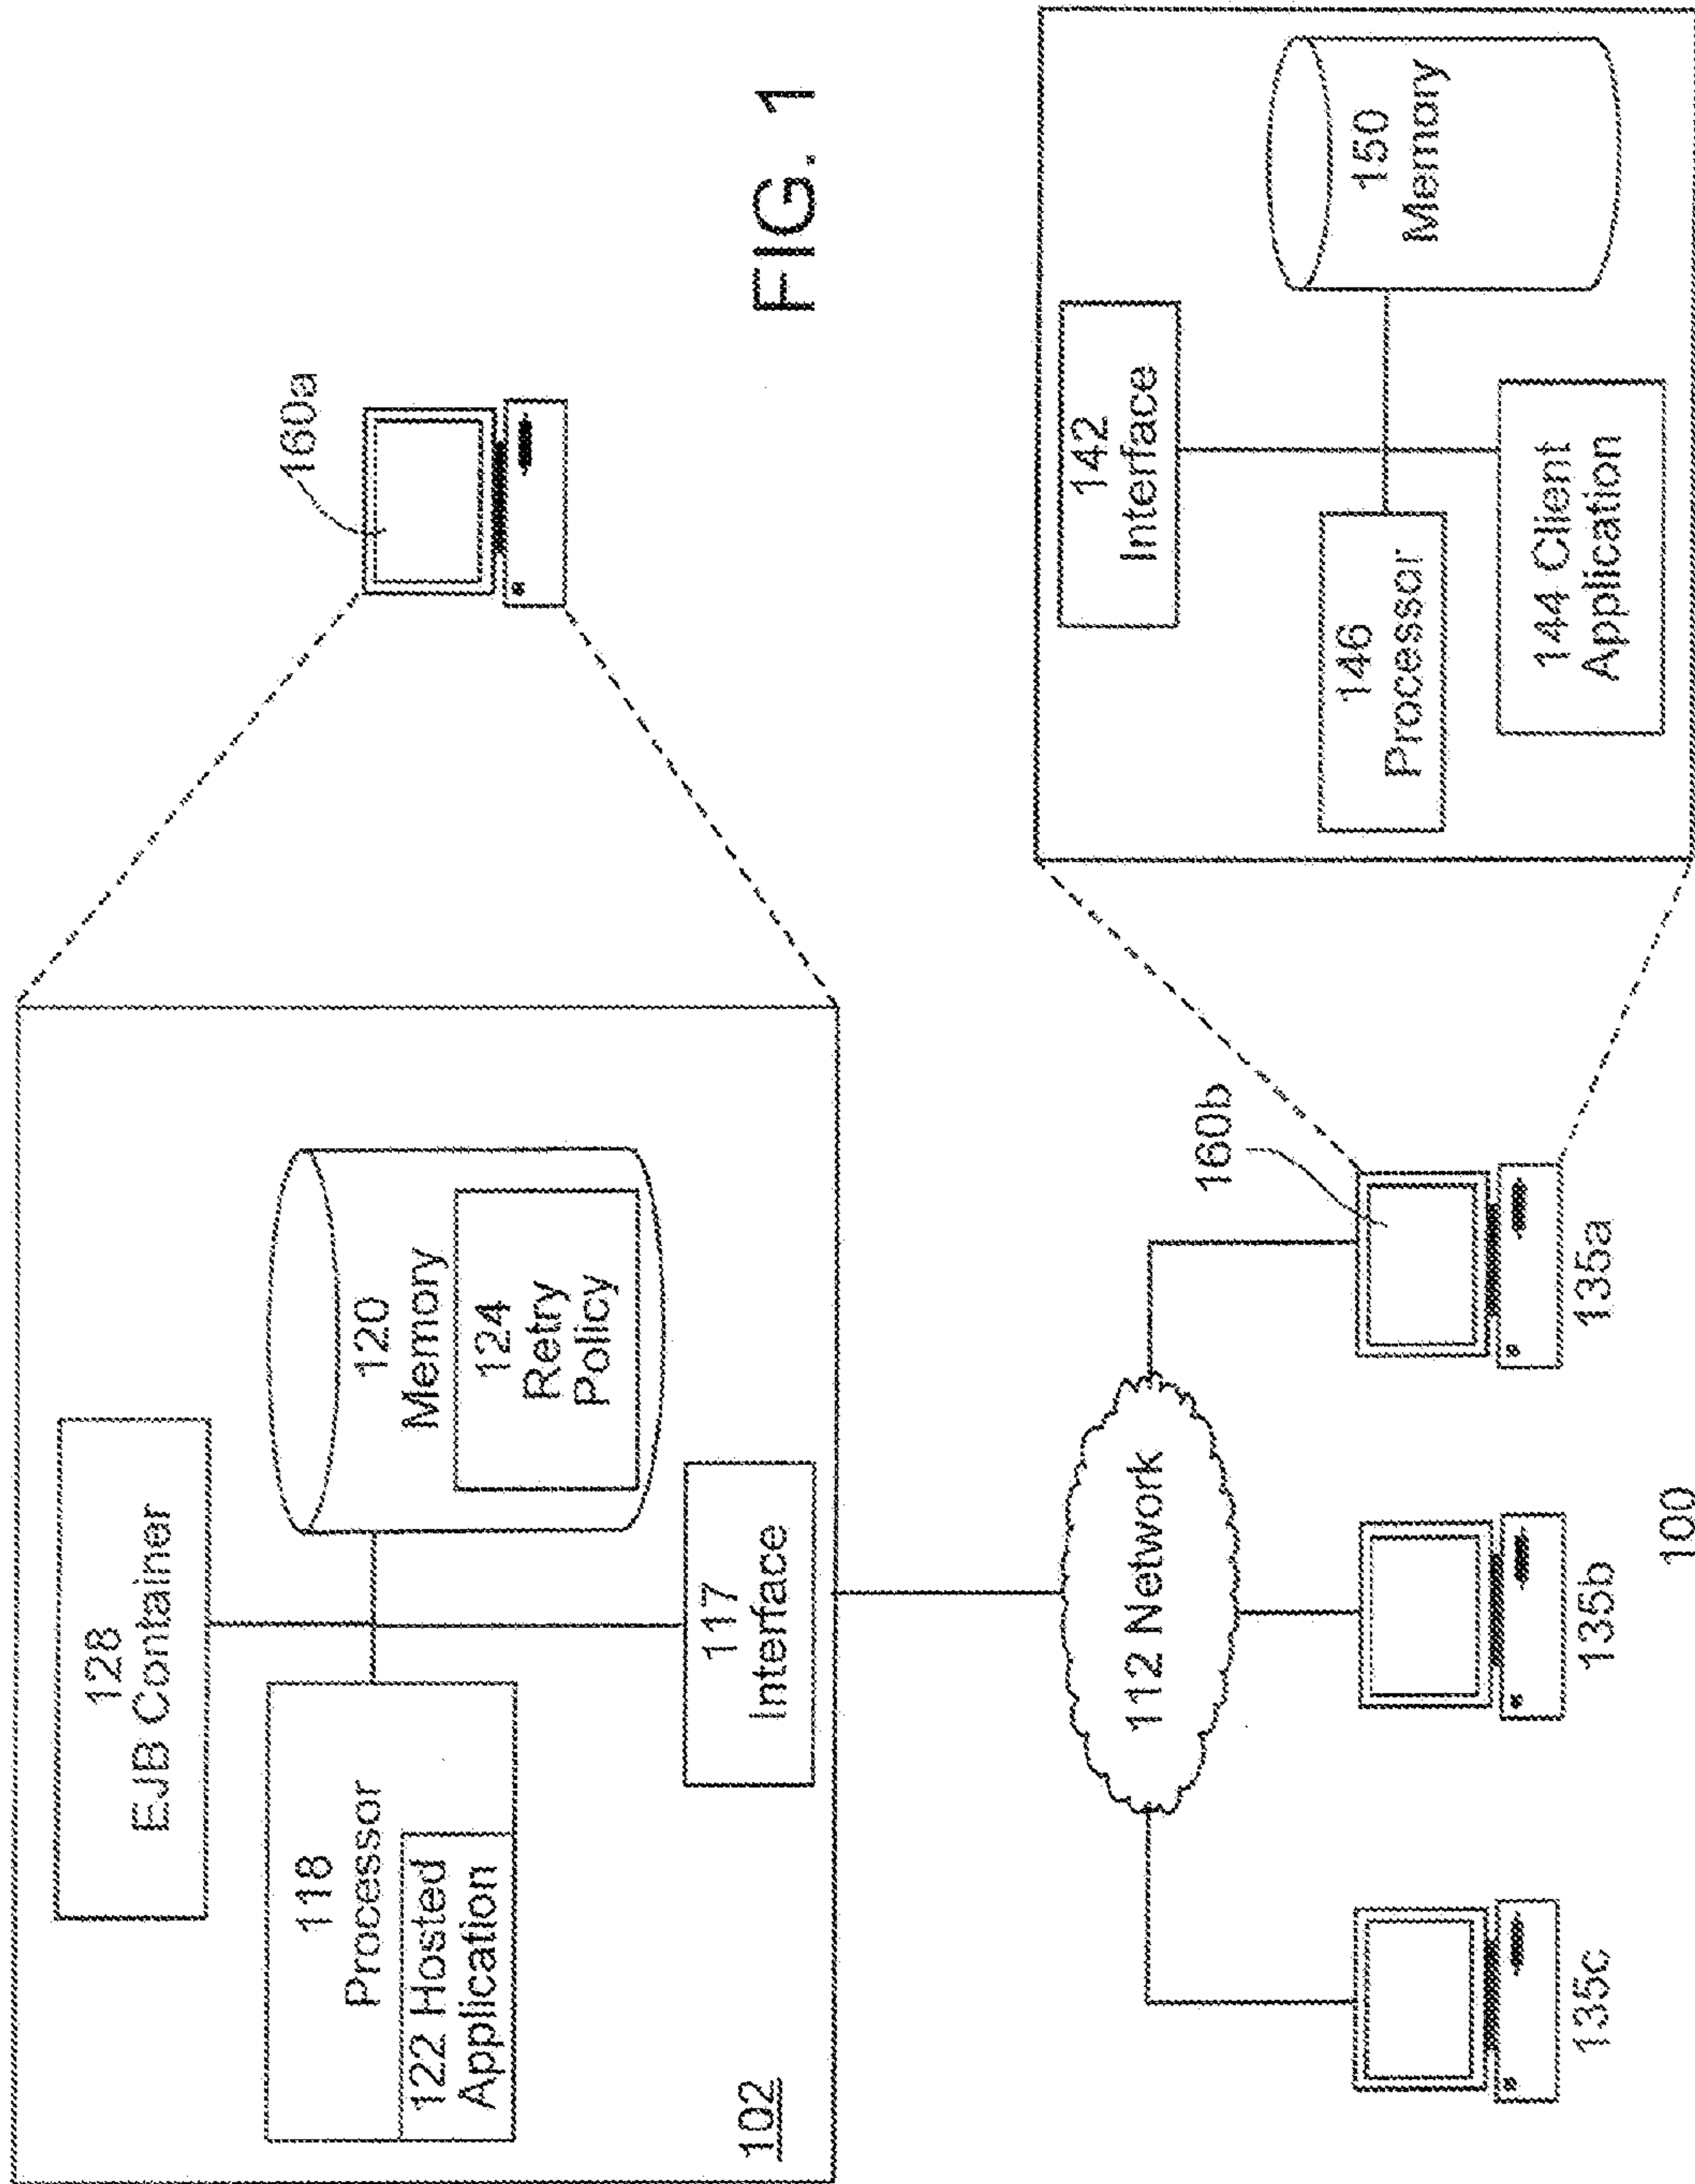 128
EJB Container
118
Processor
122 Hosted
Application
120
Memory
124
Retry
Policy
117
Interface
102
160a
FIG. 1
112 Network
160b
135c
135b
135a
100
142
Interface
146
Processor
150
Memory
144 Client
Application